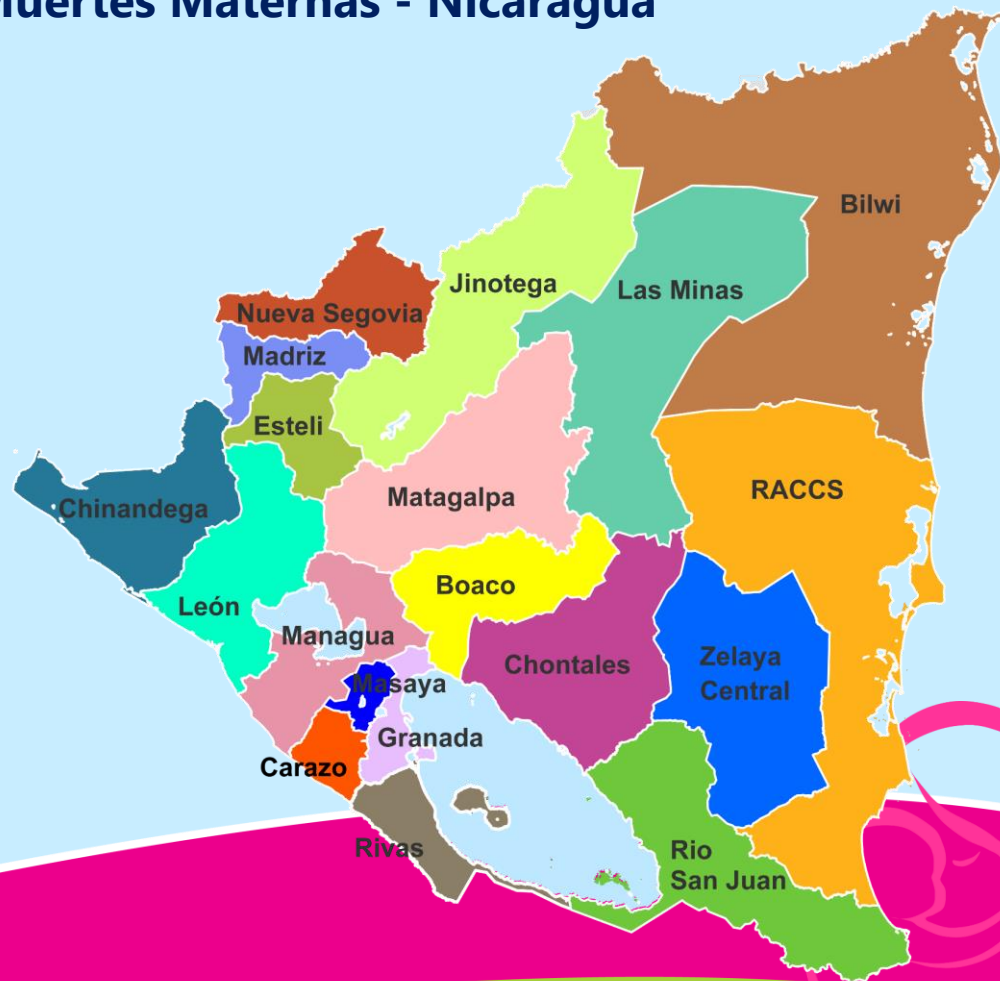 Muertes Maternas - Nicaragua
Bilwi
Jinotega
Las Minas
Nueva Segovia
Madriz
Esteli
Matagalpa
RACCS
Chinandega
Boaco
León
Managua
Chontales
Zelaya
Central
Masaya
Granada
Carazo
Rivas
Rio
San Juan